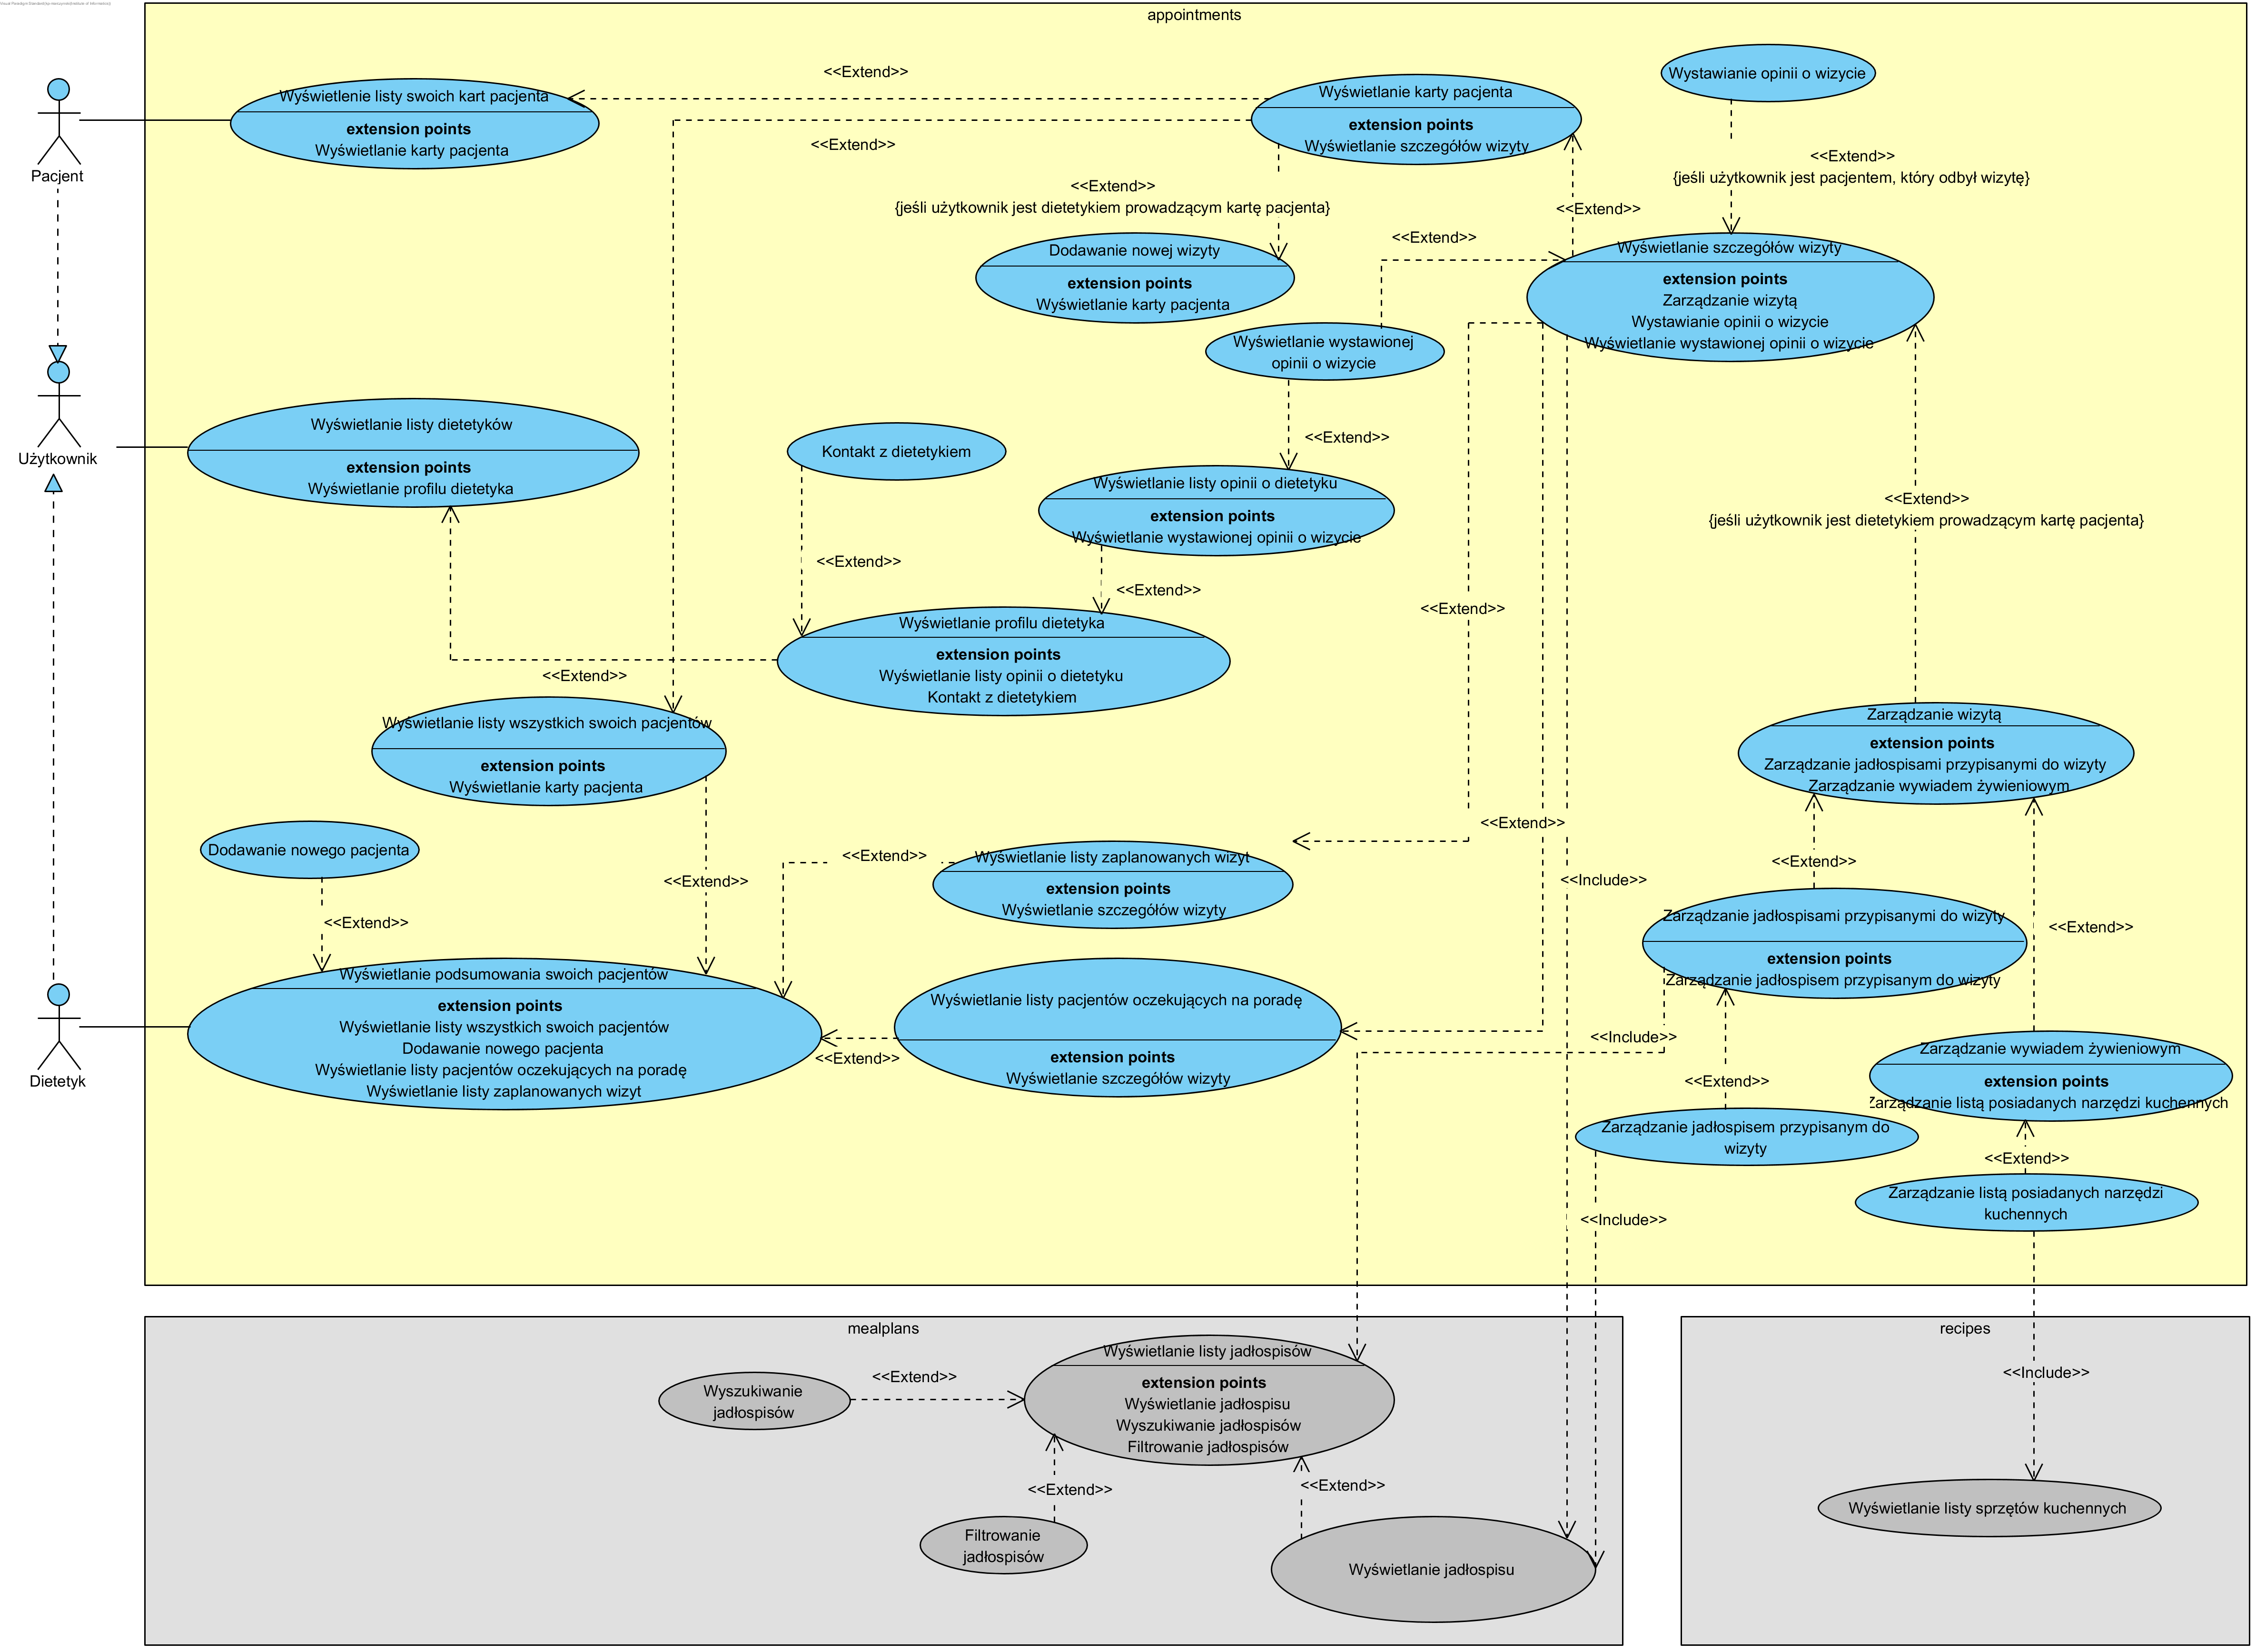 Visual Paradigm Standard
appointments
<<Extend>>
Wystawianie opinii o wizycie
Wyświetlenie listy swoich kart pacjenta
extension points
Wyświetlanie karty pacjenta
Pacjent
Wyświetlanie karty pacjenta
extension points
Wyświetlanie szczegółów wizyty
<<Extend>>
<<Extend>>
{jeśli użytkownik jest pacjentem, który odbył wizytę}
<<Extend>>
{jeśli użytkownik jest dietetykiem prowadzącym kartę pacjenta}
<<Extend>>
<<Extend>>
Dodawanie nowej wizyty
extension points
Wyświetlanie karty pacjenta
Wyświetlanie szczegółów wizyty
extension points
Zarządzanie wizytą
Wystawianie opinii o wizycie
Wyświetlanie wystawionej opinii o wizycie
Wyświetlanie wystawionej
opinii o wizycie
Użytkownik
Wyświetlanie listy dietetyków
extension points
Wyświetlanie profilu dietetyka
Kontakt z dietetykiem
<<Extend>>
Wyświetlanie listy opinii o dietetyku
extension points
Wyświetlanie wystawionej opinii o wizycie
<<Extend>>
{jeśli użytkownik jest dietetykiem prowadzącym kartę pacjenta}
<<Extend>>
<<Extend>>
<<Extend>>
Wyświetlanie profilu dietetyka
extension points
Wyświetlanie listy opinii o dietetyku
Kontakt z dietetykiem
<<Extend>>
Wyświetlanie listy wszystkich swoich pacjentów
extension points
Wyświetlanie karty pacjenta
Zarządzanie wizytą
extension points
Zarządzanie jadłospisami przypisanymi do wizyty
Zarządzanie wywiadem żywieniowym
<<Extend>>
Dodawanie nowego pacjenta
<<Extend>>
Wyświetlanie listy zaplanowanych wizyt
extension points
Wyświetlanie szczegółów wizyty
<<Extend>>
<<Extend>>
<<Include>>
<<Extend>>
Zarządzanie jadłospisami przypisanymi do wizyty
extension points
Zarządzanie jadłospisem przypisanym do wizyty
<<Extend>>
Dietetyk
Wyświetlanie podsumowania swoich pacjentów
extension points
Wyświetlanie listy wszystkich swoich pacjentów
Dodawanie nowego pacjenta
Wyświetlanie listy pacjentów oczekujących na poradę
Wyświetlanie listy zaplanowanych wizyt
<<Extend>>
Wyświetlanie listy pacjentów oczekujących na poradę
extension points
Wyświetlanie szczegółów wizyty
<<Include>>
<<Extend>>
Zarządzanie wywiadem żywieniowym
extension points
Zarządzanie listą posiadanych narzędzi kuchennych
Zarządzanie jadłospisem przypisanym do
wizyty
<<Extend>>
Zarządzanie listą posiadanych narzędzi
kuchennych
<<Include>>
mealplans
Wyświetlanie listy jadłospisów
extension points
Wyświetlanie jadłospisu
Wyszukiwanie jadłospisów
Filtrowanie jadłospisów
<<Extend>>
Wyszukiwanie
jadłospisów
<<Extend>>
<<Extend>>
Filtrowanie
jadłospisów
Wyświetlanie jadłospisu
recipes
<<Include>>
Wyświetlanie listy sprzętów kuchennych